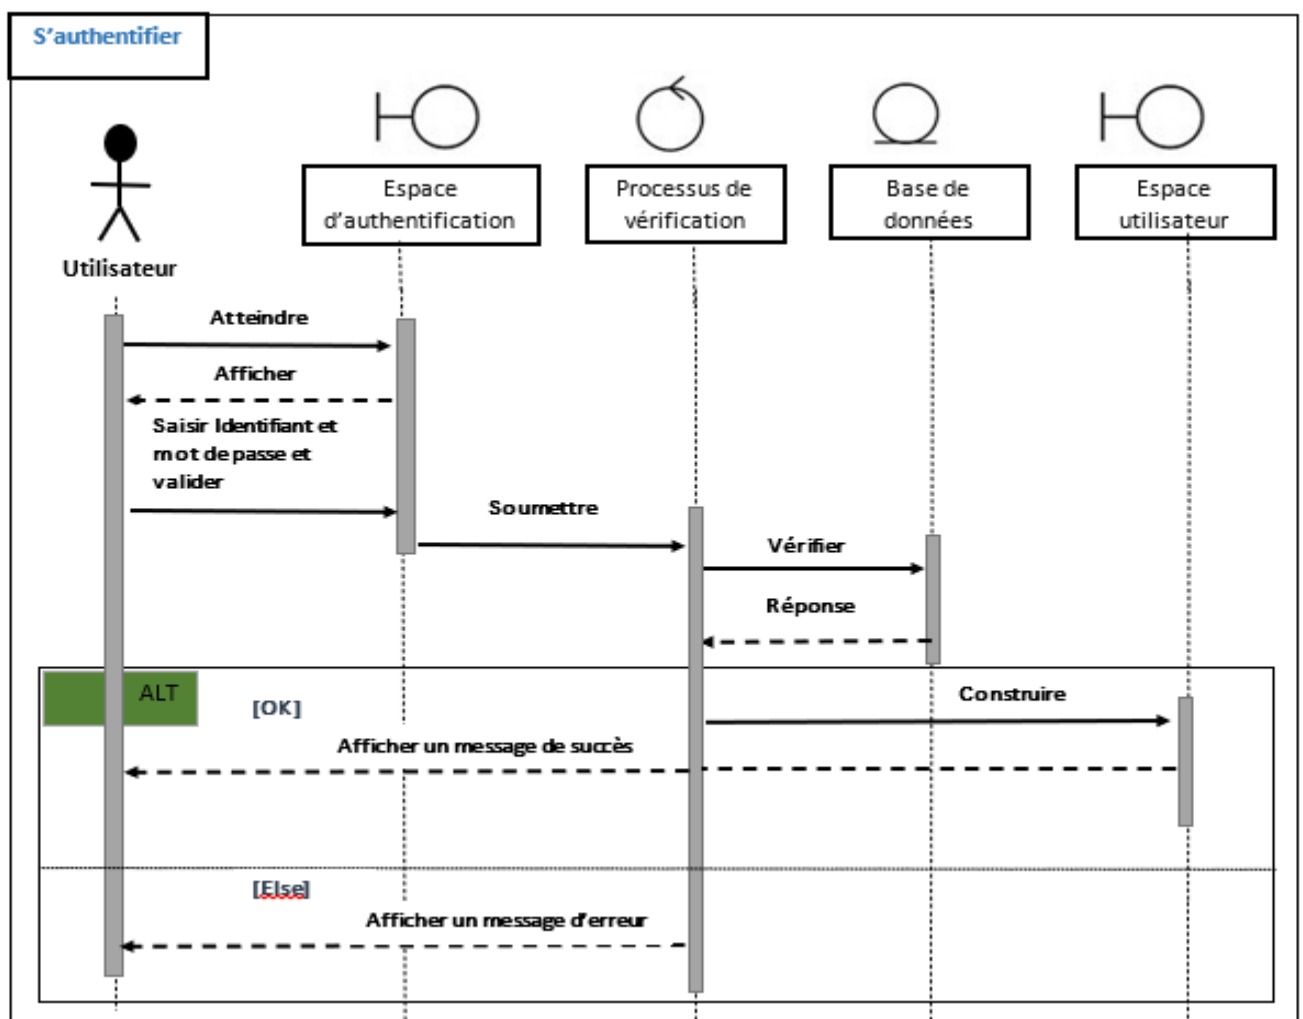 S'authentifier
Espace
d'authentification
Processus de
vérification
Base de
données
Espace
utilisateur
Utilisateur
Atteindre
Afficher
Saisir Identifiant et
mot de passe et
valider
Soumettre
Vérifier
Réponse
ALT
[OK]
Construire
Afficher un message de succès
[Else]
Afficher un message d'erreur